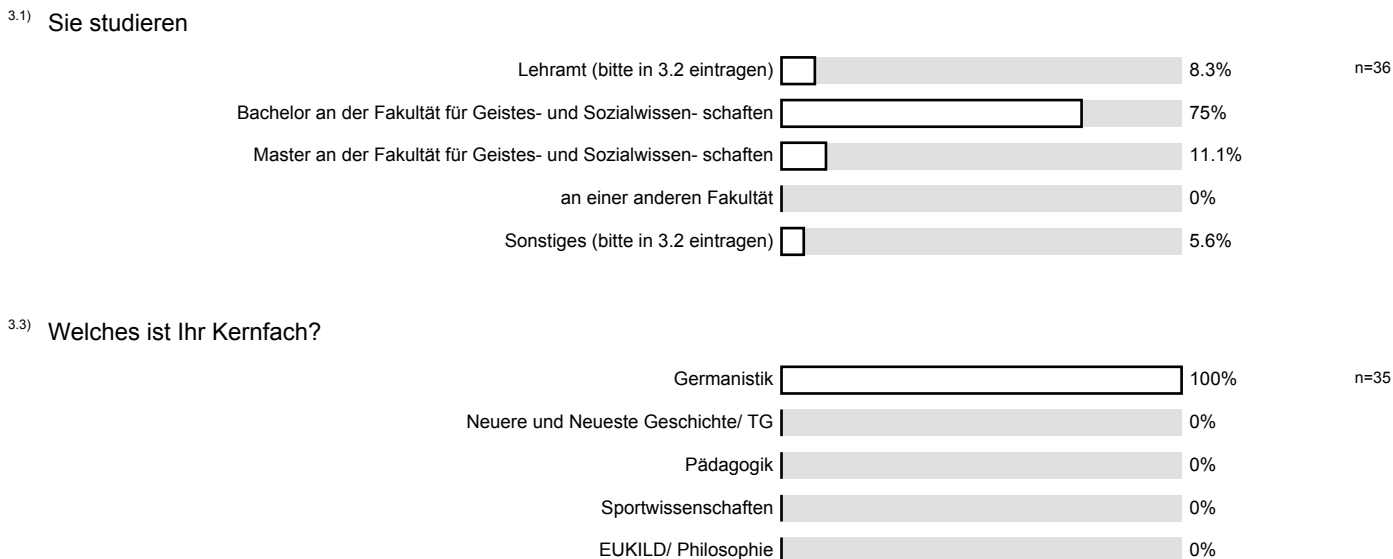 3.1) Sie studieren
Lehramt (bitte in 3.2 eintragen) 8.3% n=36
Bachelor an der Fakultät für Geistes- und Sozialwissen- schaften 75%
Master an der Fakultät für Geistes- und Sozialwissen- schaften 11.1%
an einer anderen Fakultät 0%
Sonstiges (bitte in 3.2 eintragen) 5.6%
3.3) Welches ist Ihr Kernfach?
Germanistik 100% n=35
Neuere und Neueste Geschichte/ TG 0%
Pädagogik 0%
Sportwissenschaften 0%
EUKILD/ Philosophie 0%